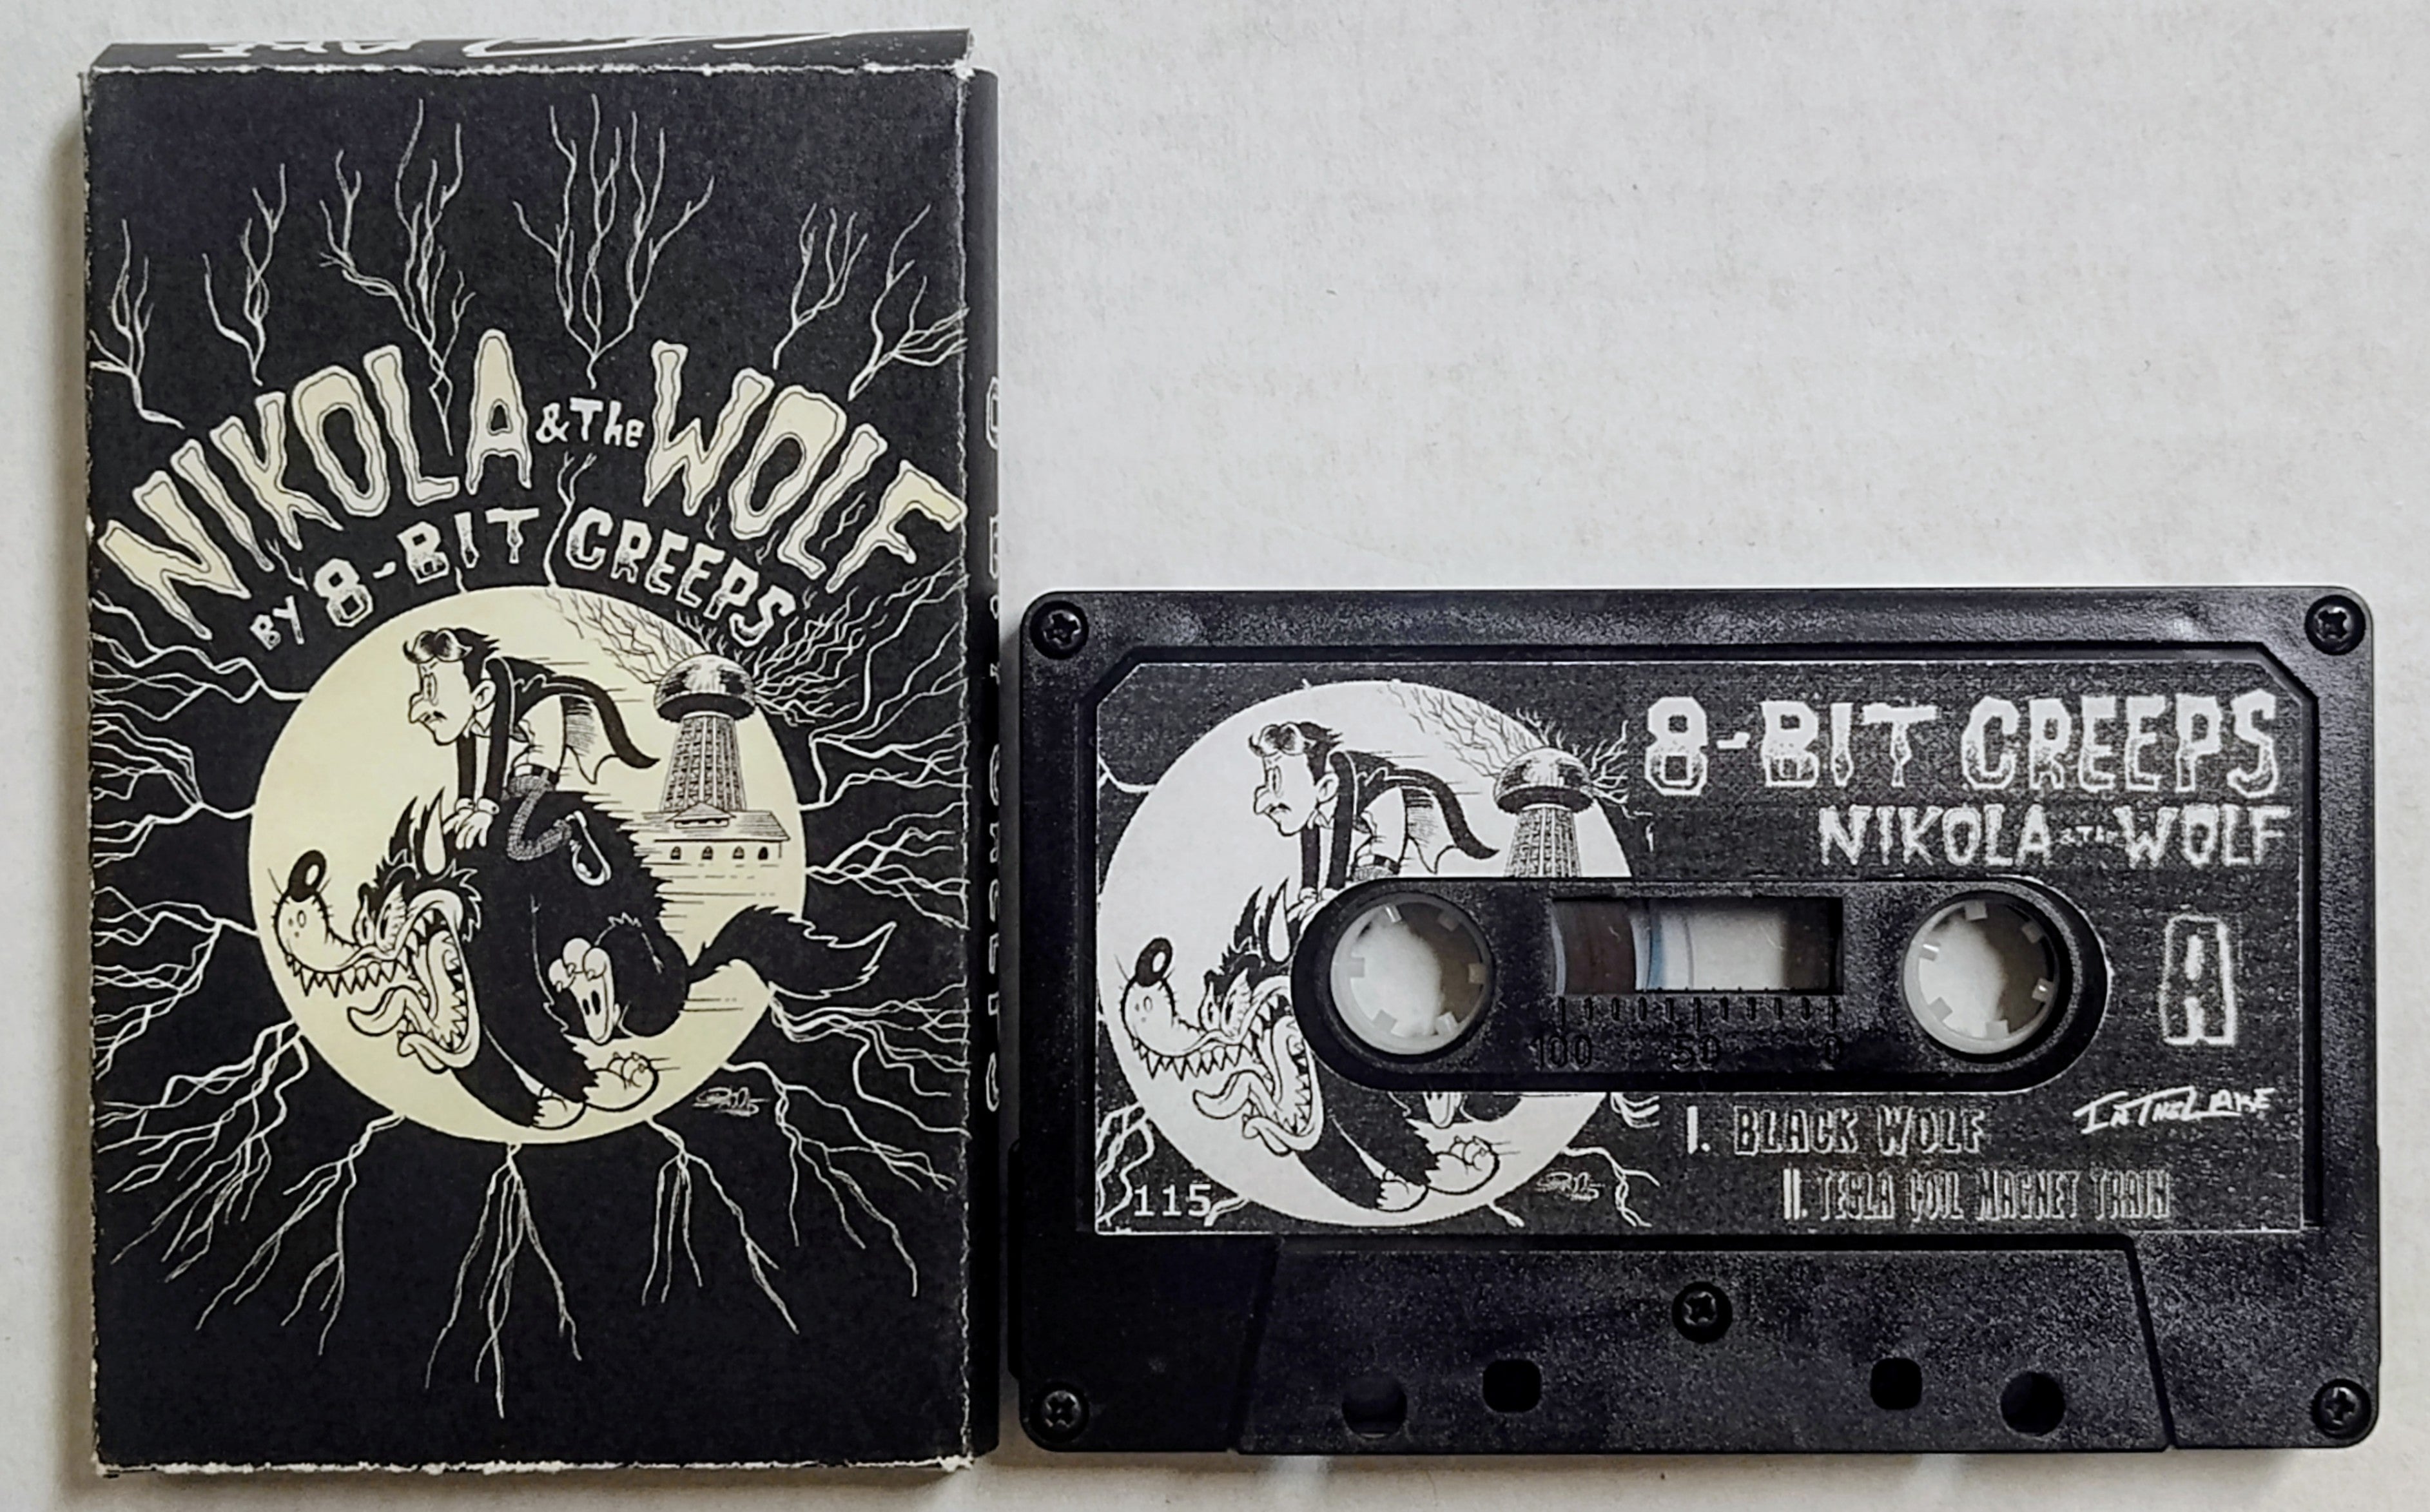 NIKOLA & The WOLF
BY 8-BIT CREEPS
8-BIT CREEPS
NIKOLA & The WOLF
A
100 50 0
InTheLake
I. BLACK WOLF
II. TESLA COIL MAGNET TRAIN
115